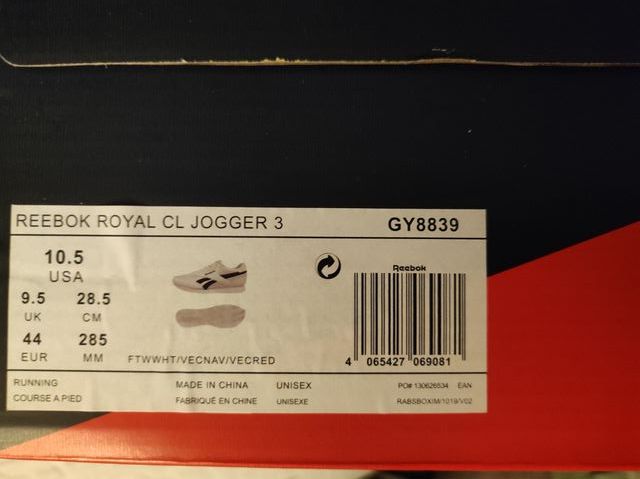 REEBOK ROYAL CL JOGGER 3 GY8839
10.5
USA
9.5 28.5
UK CM
44 285
EUR MM
FTWWHT/VECNAV/VECRED
Reebok
4 065427 069081
RUNNING MADE IN CHINA UNISEX PO# 130626534 EAN
COURSE A PIED FABRIQUÉ EN CHINE UNISEXE RABSBOXIM/1019/V02